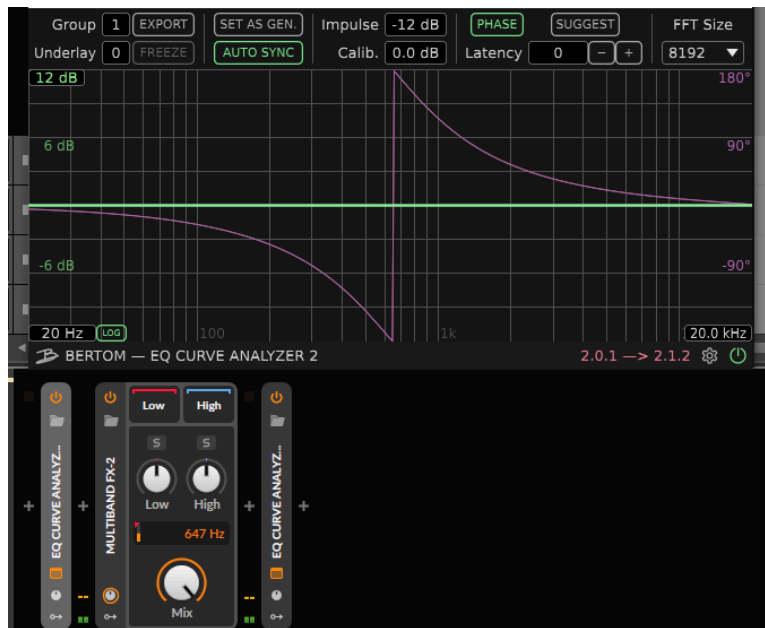 Group 1 EXPORT SET AS GEN. Impulse -12 dB PHASE SUGGEST FFT Size
Underlay 0 FREEZE AUTO SYNC Calib. 0.0 dB Latency 0 − + 8192 ▼
12 dB 180°
6 dB 90°
-6 dB -90°
20 Hz LOG 100 1k 20.0 kHz
BERTOM — EQ CURVE ANALYZER 2 2.0.1 —> 2.1.2
Low High
S S
Low High
647 Hz
Mix
EQ CURVE ANALYZ...
MULTIBAND FX-2
EQ CURVE ANALYZ...